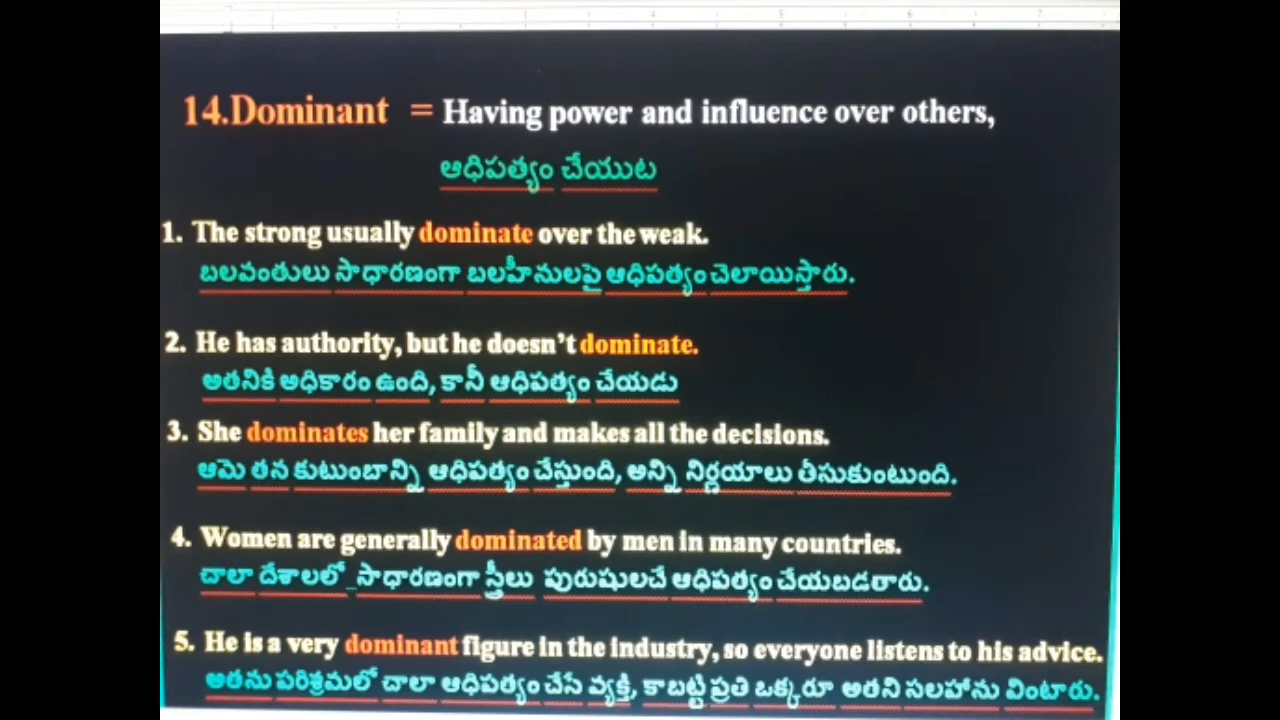 14.Dominant = Having power and influence over others,
ఆధిపత్యం చేయుట
1. The strong usually dominate over the weak.
బలవంతులు సాధారణంగా బలహీనులపై ఆధిపత్యం చెలాయిస్తారు.
2. He has authority, but he doesn't dominate.
అతనికి అధికారం ఉంది, కానీ ఆధిపత్యం చేయడు
3. She dominates her family and makes all the decisions.
ఆమె తన కుటుంబాన్ని ఆధిపత్యం చేస్తుంది, అన్ని నిర్ణయాలు తీసుకుంటుంది.
4. Women are generally dominated by men in many countries.
చాలా దేశాలలో సాధారణంగా స్త్రీలు పురుషులచే ఆధిపత్యం చేయబడతారు.
5. He is a very dominant figure in the industry, so everyone listens to his advice.
అతను పరిశ్రమలో చాలా ఆధిపత్యం చేసే వ్యక్తి, కాబట్టి ప్రతి ఒక్కరూ అతని సలహాను వింటారు.